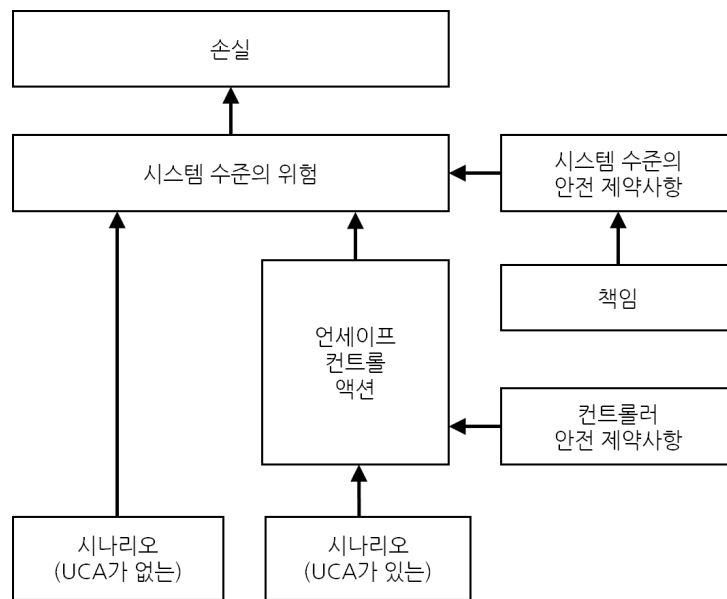 손실
시스템 수준의 위험
시스템 수준의
안전 제약사항
책임
언세이프
컨트롤
액션
컨트롤러
안전 제약사항
시나리오
(UCA가 없는)
시나리오
(UCA가 있는)